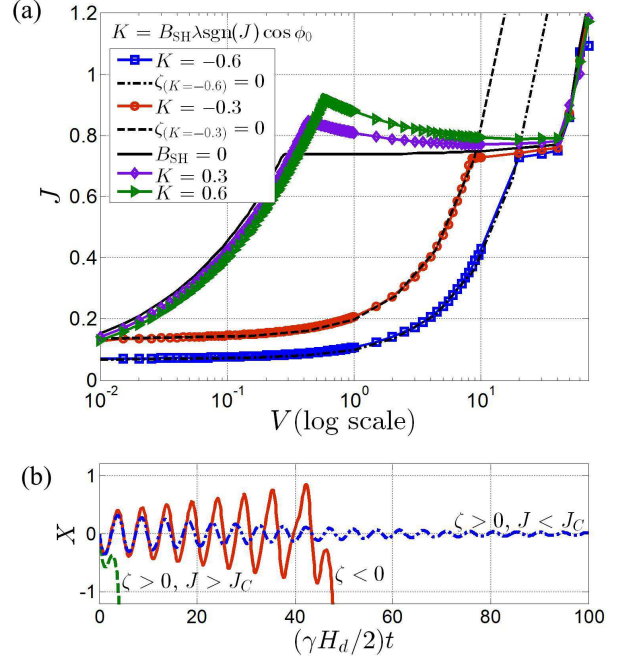 (a)
K = B_SH λsgn(J) cos ϕ_0
K = −0.6
ζ_(K=−0.6) = 0
K = −0.3
ζ_(K=−0.3) = 0
B_SH = 0
K = 0.3
K = 0.6
1.2
1
0.8
0.6
0.4
0.2
0
J
10^−2
10^−1
10^0
10^1
V(log scale)
(b)
1
0
-1
X
ζ > 0, J < J_C
ζ > 0, J > J_C
ζ < 0
0
20
40
60
80
100
(γH_d/2)t